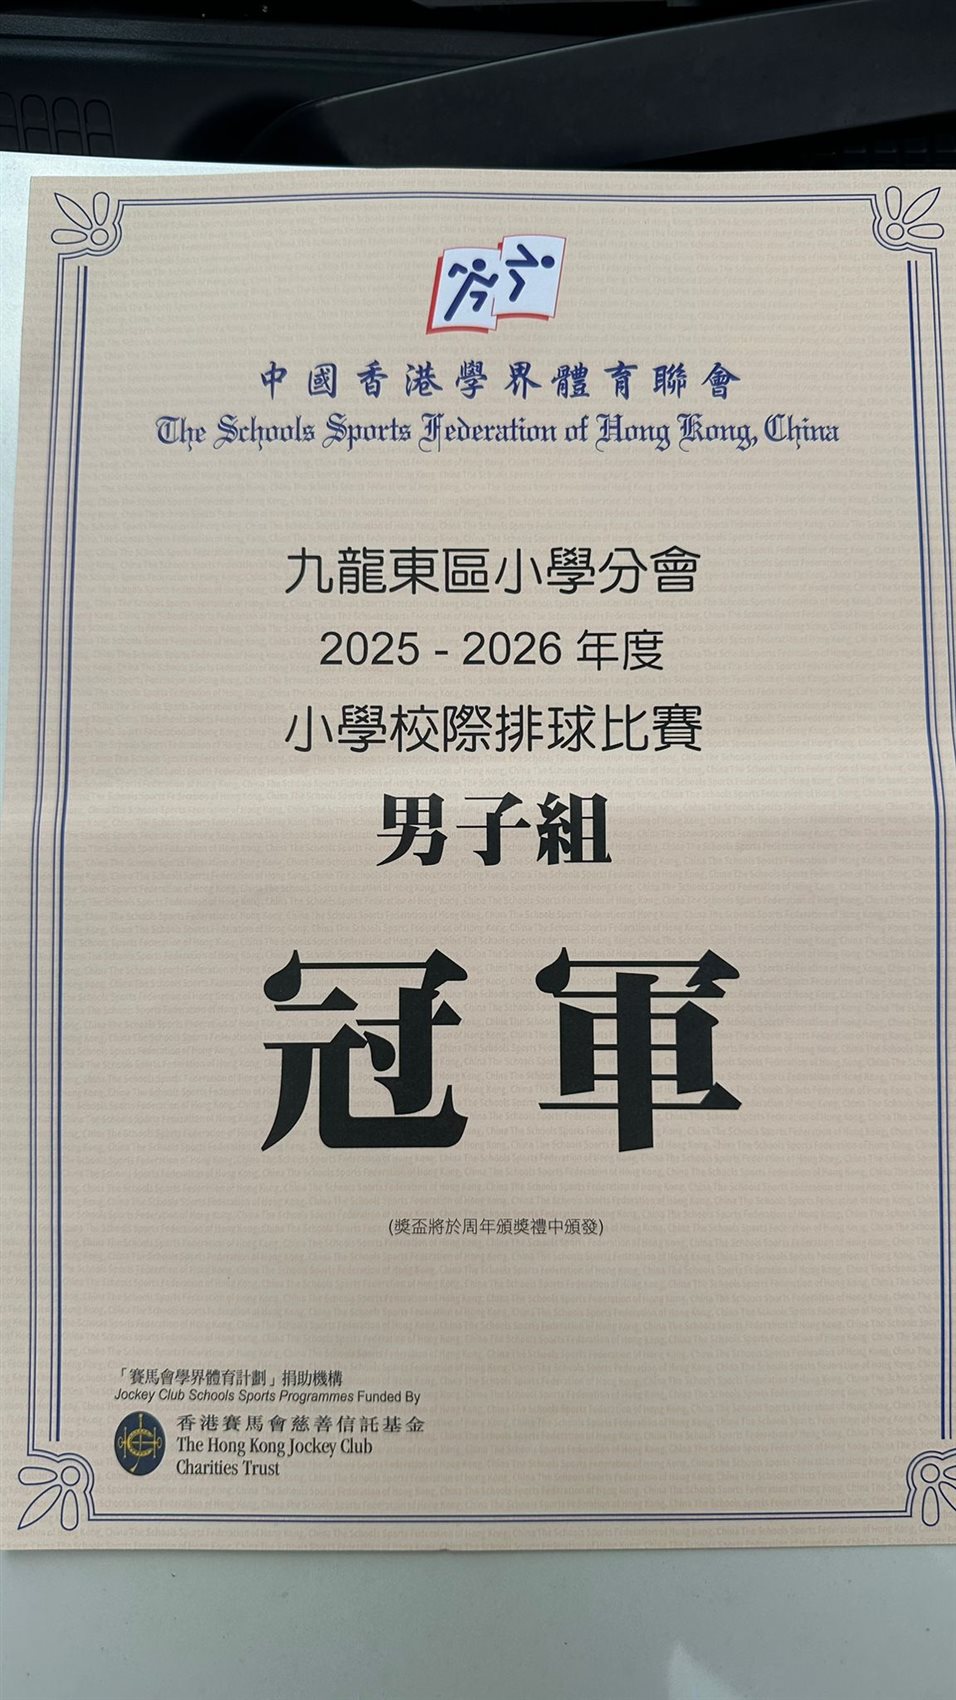 中國香港學界體育聯會
The Schools Sports Federation of Hong Kong, China
九龍東區小學分會
2025 - 2026 年度
小學校際排球比賽
男子組
冠軍
(獎盃將於周年頒獎禮中頒發)
「賽馬會學界體育計劃」捐助機構
Jockey Club Schools Sports Programmes Funded By
香港賽馬會慈善信託基金
The Hong Kong Jockey Club
Charities Trust